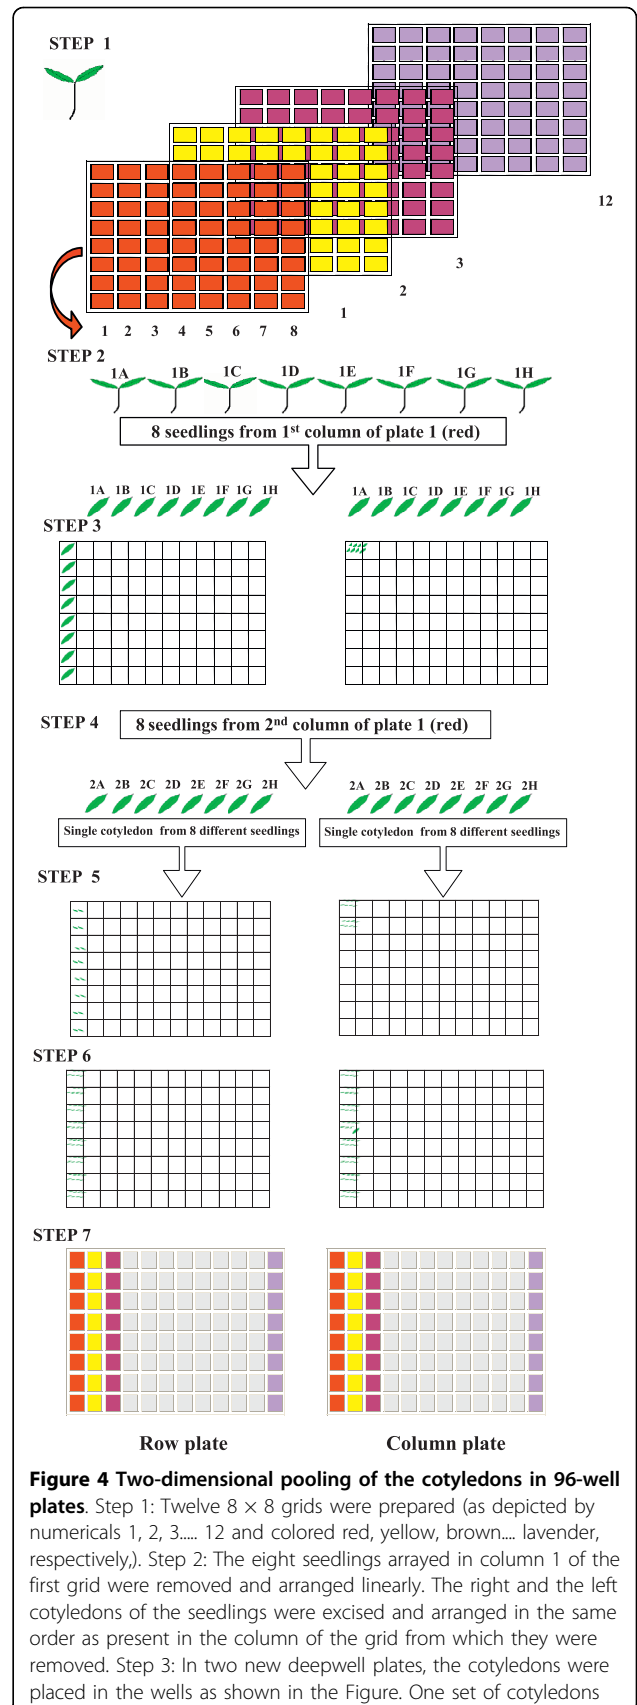 STEP 1
12
3
2
1
1 2 3 4 5 6 7 8
STEP 2
1A 1B 1C 1D 1E 1F 1G 1H
8 seedlings from 1st column of plate 1 (red)
1A 1B 1C 1D 1E 1F 1G 1H
1A 1B 1C 1D 1E 1F 1G 1H
STEP 3
STEP 4
8 seedlings from 2nd column of plate 1 (red)
2A 2B 2C 2D 2E 2F 2G 2H
2A 2B 2C 2D 2E 2F 2G 2H
Single cotyledon from 8 different seedlings
Single cotyledon from 8 different seedlings
STEP 5
STEP 6
STEP 7
Row plate
Column plate
Figure 4 Two-dimensional pooling of the cotyledons in 96-well
plates. Step 1: Twelve 8 × 8 grids were prepared (as depicted by
numericals 1, 2, 3..... 12 and colored red, yellow, brown.... lavender,
respectively,). Step 2: The eight seedlings arrayed in column 1 of the
first grid were removed and arranged linearly. The right and the left
cotyledons of the seedlings were excised and arranged in the same
order as present in the column of the grid from which they were
removed. Step 3: In two new deepwell plates, the cotyledons were
placed in the wells as shown in the Figure. One set of cotyledons